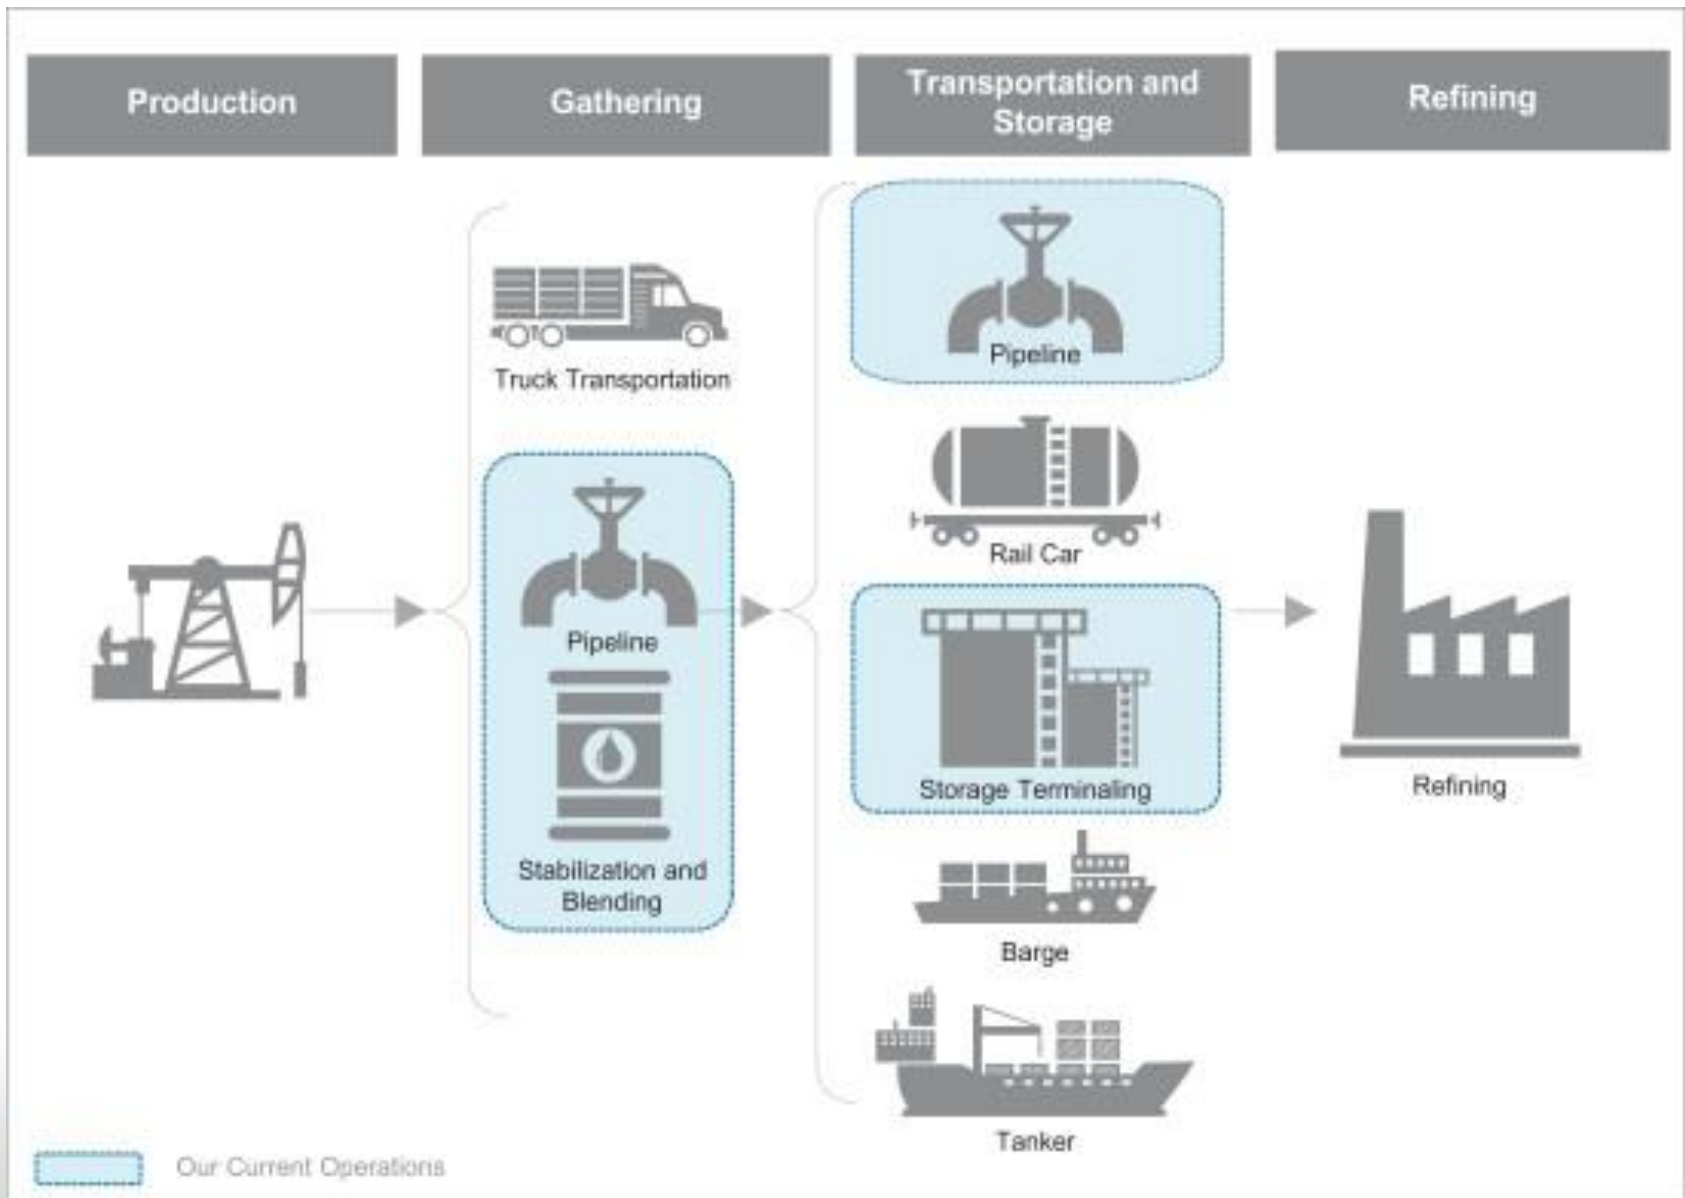 Production
Gathering
Transportation and
Storage
Refining
Truck Transportation
Pipeline
Stabilization and
Blending
Pipeline
Rail Car
Storage Terminaling
Barge
Tanker
Refining
Our Current Operations